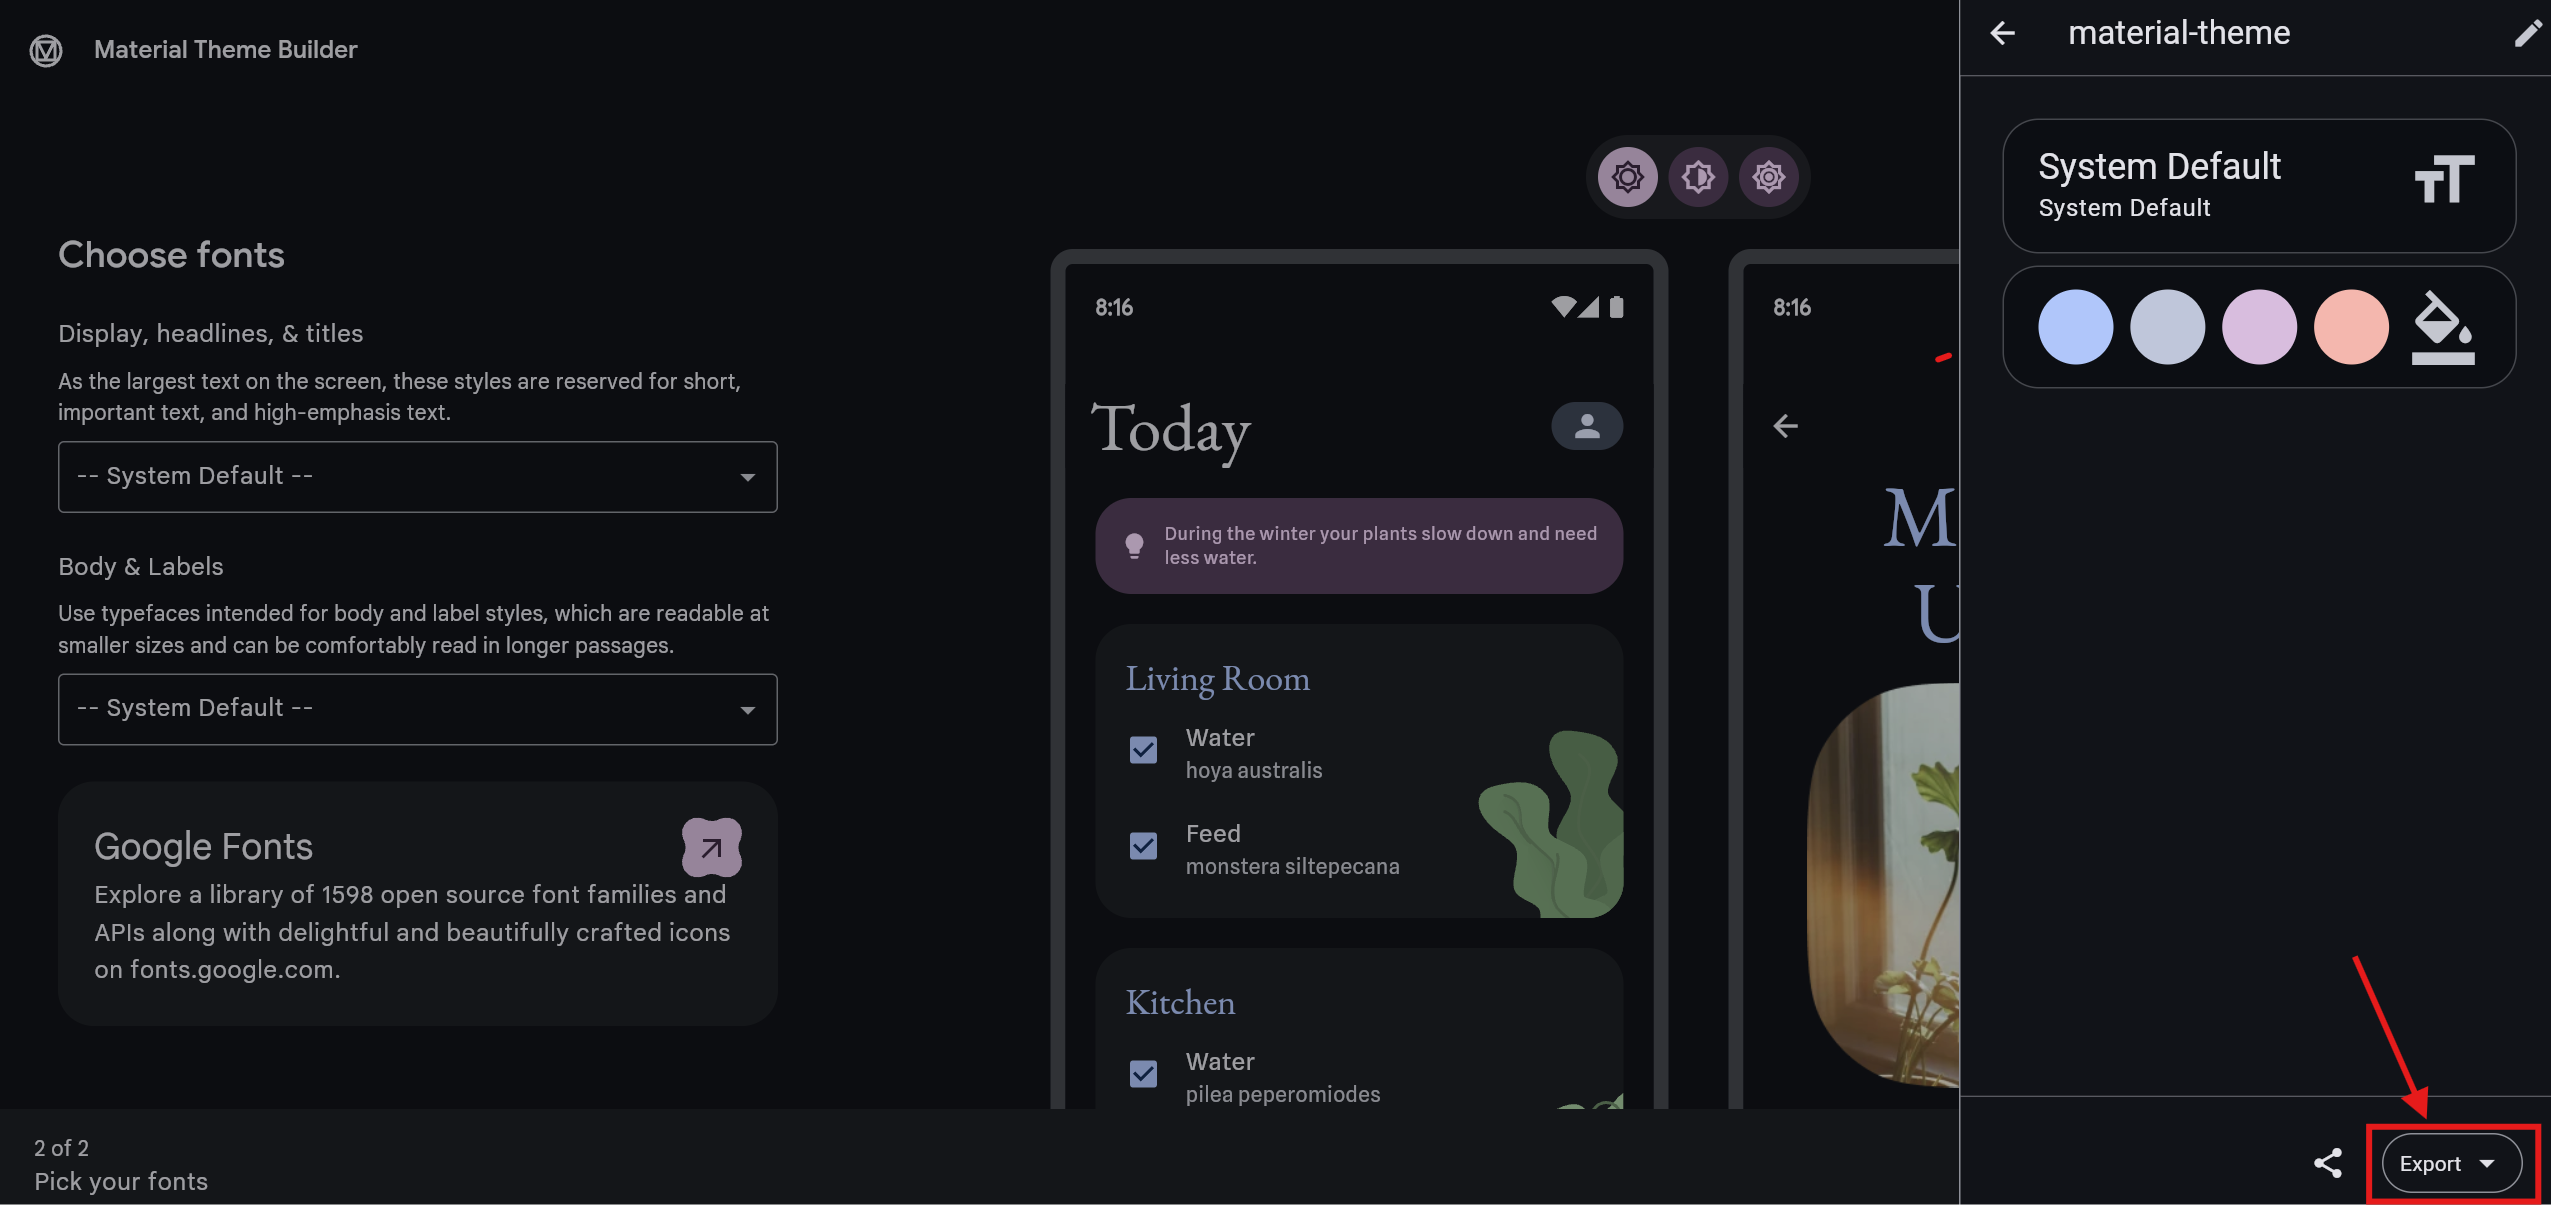 Material Theme Builder
Choose fonts
Display, headlines, & titles
As the largest text on the screen, these styles are reserved for short,
important text, and high-emphasis text.
-- System Default --
Body & Labels
Use typefaces intended for body and label styles, which are readable at
smaller sizes and can be comfortably read in longer passages.
-- System Default --
Google Fonts
Explore a library of 1598 open source font families and
APIs along with delightful and beautifully crafted icons
on fonts.google.com.
2 of 2
Pick your fonts
8:16
Today
During the winter your plants slow down and need
less water.
Living Room
Water
hoya australis
Feed
monstera siltepecana
Kitchen
Water
pilea peperomiodes
8:16
M
U
material-theme
System Default
System Default
Export